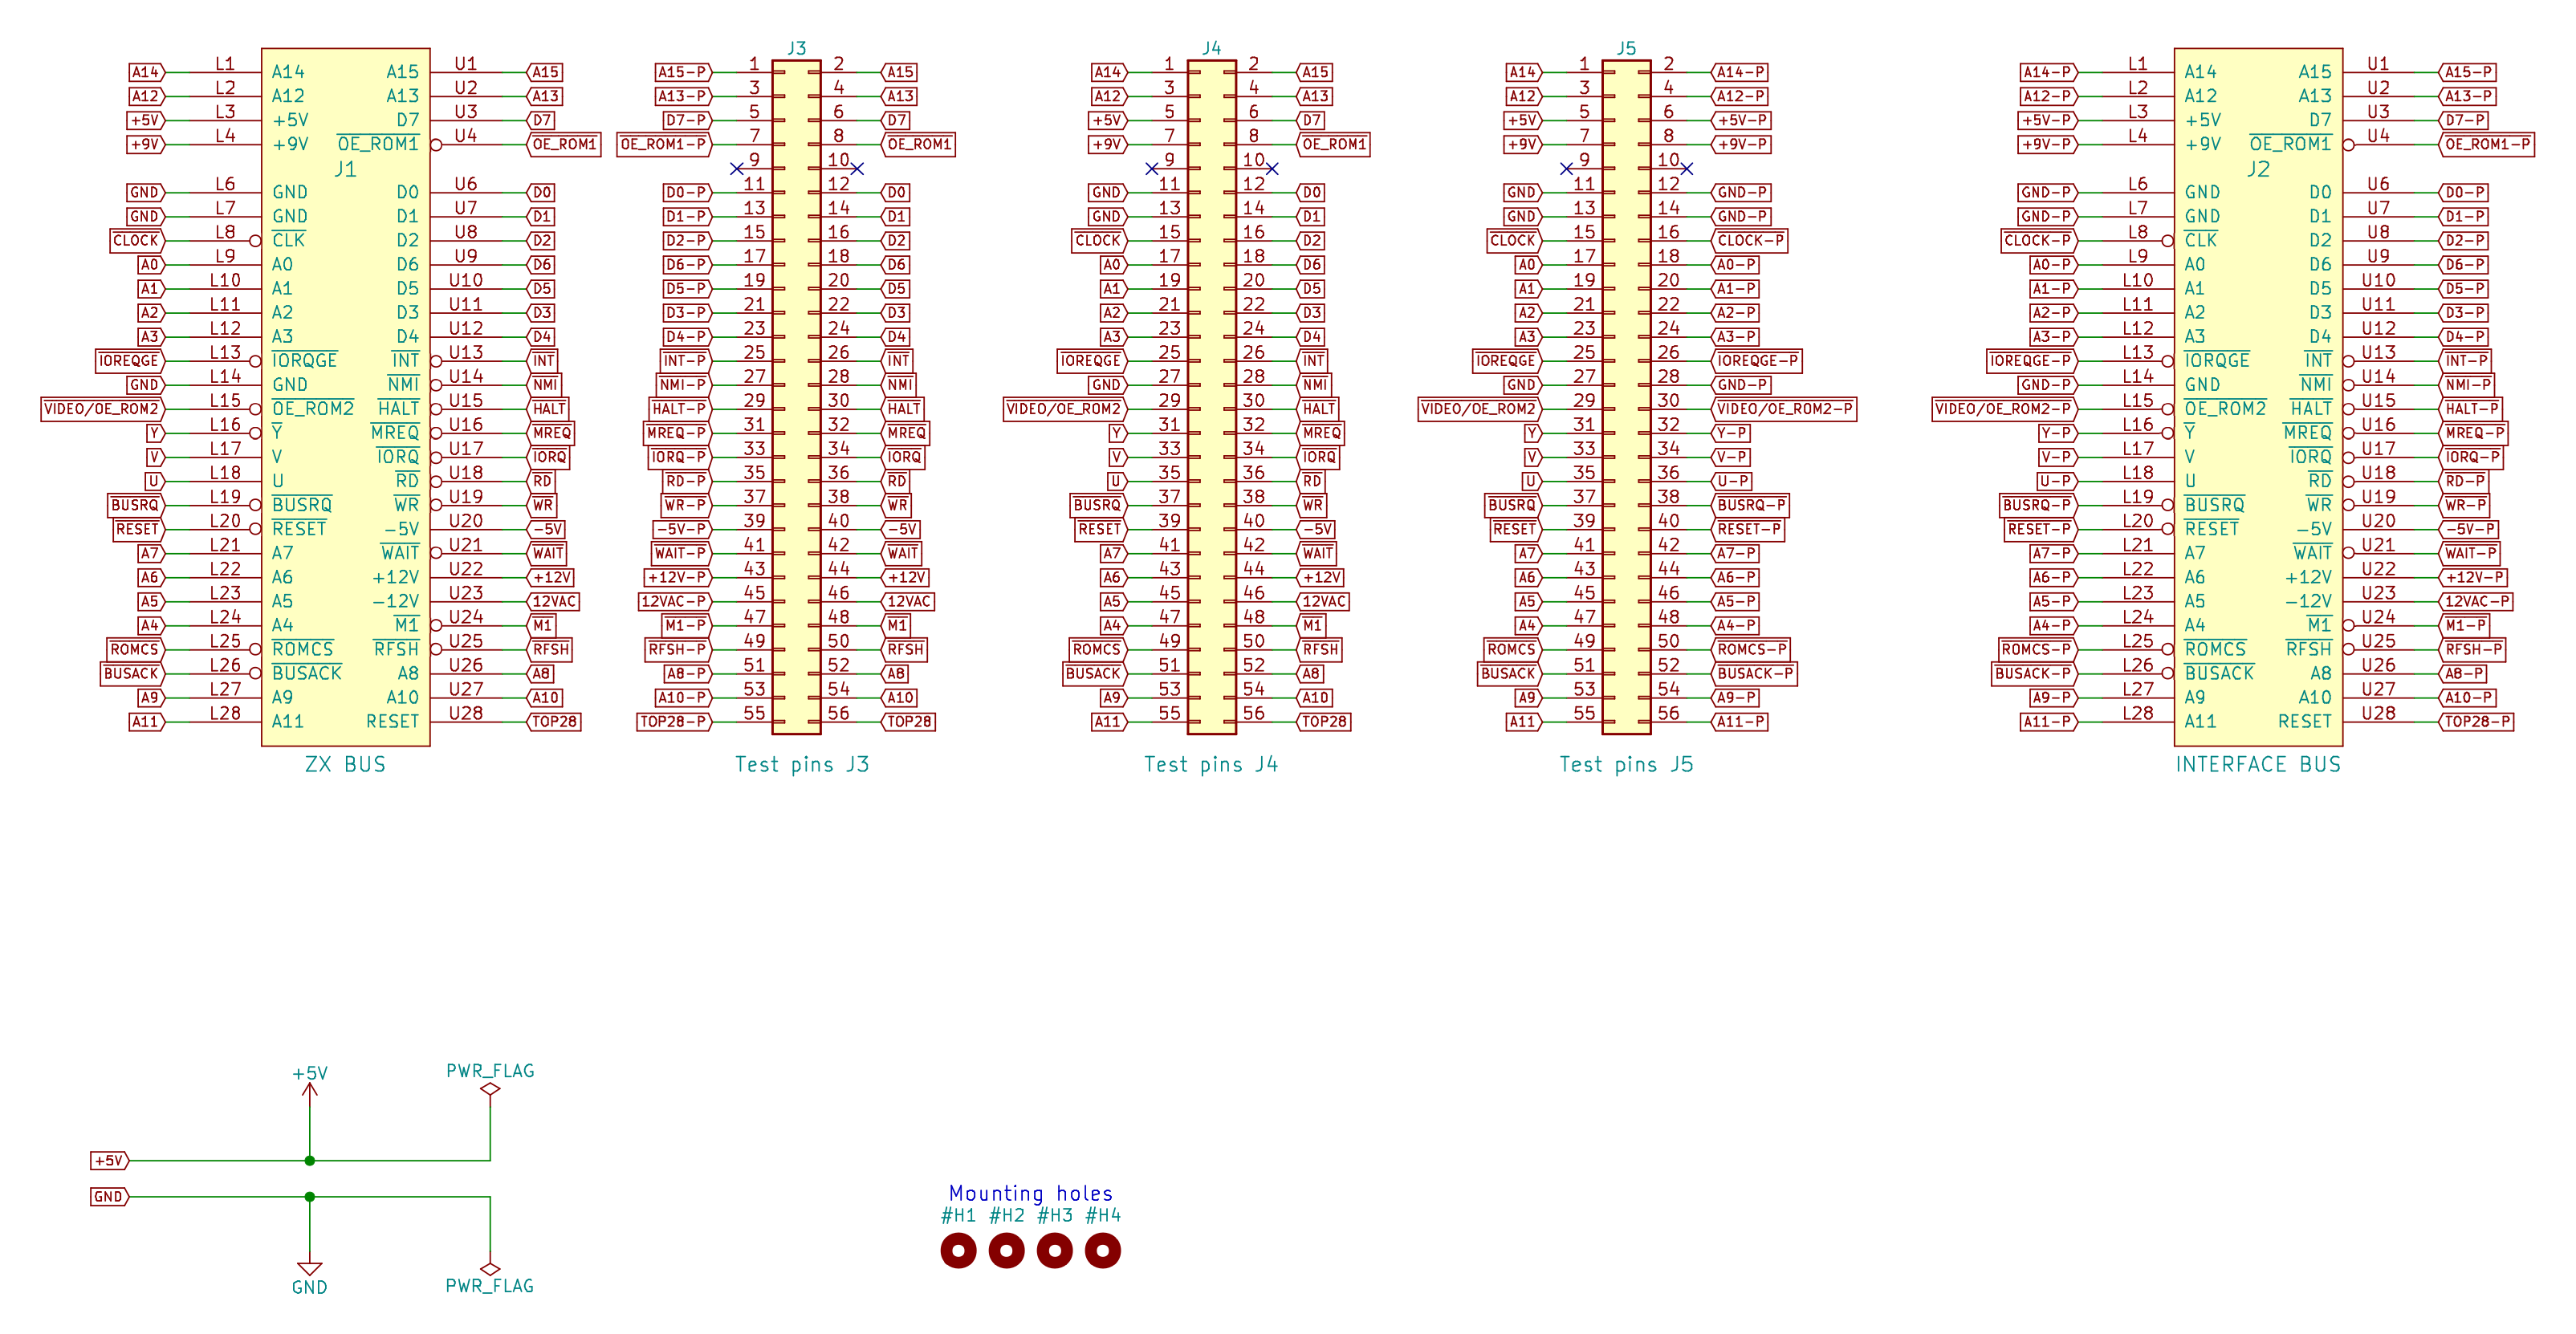 J3 J4 J5
A14 L1 A14 A15 U1 A15 A15-P 1 2 A15 A14 1 2 A15 A14 1 2 A14-P A14-P L1 A14 A15 U1 A15-P
A12 L2 A12 A13 U2 A13 A13-P 3 4 A13 A12 3 4 A13 A12 3 4 A12-P A12-P L2 A12 A13 U2 A13-P
+5V L3 +5V D7 U3 D7 D7-P 5 6 D7 +5V 5 6 D7 +5V 5 6 +5V-P +5V-P L3 +5V D7 U3 D7-P
+9V L4 +9V OE_ROM1 U4 OE_ROM1 OE_ROM1-P 7 8 OE_ROM1 +9V 7 8 OE_ROM1 +9V 7 8 +9V-P +9V-P L4 +9V OE_ROM1 U4 OE_ROM1-P
J1 9 10 9 10 9 10 J2
GND L6 GND D0 U6 D0 D0-P 11 12 D0 GND 11 12 D0 GND 11 12 GND-P GND-P L6 GND D0 U6 D0-P
GND L7 GND D1 U7 D1 D1-P 13 14 D1 GND 13 14 D1 GND 13 14 GND-P GND-P L7 GND D1 U7 D1-P
CLOCK L8 CLK D2 U8 D2 D2-P 15 16 D2 CLOCK 15 16 D2 CLOCK 15 16 CLOCK-P CLOCK-P L8 CLK D2 U8 D2-P
A0 L9 A0 D6 U9 D6 D6-P 17 18 D6 A0 17 18 D6 A0 17 18 A0-P A0-P L9 A0 D6 U9 D6-P
A1 L10 A1 D5 U10 D5 D5-P 19 20 D5 A1 19 20 D5 A1 19 20 A1-P A1-P L10 A1 D5 U10 D5-P
A2 L11 A2 D3 U11 D3 D3-P 21 22 D3 A2 21 22 D3 A2 21 22 A2-P A2-P L11 A2 D3 U11 D3-P
A3 L12 A3 D4 U12 D4 D4-P 23 24 D4 A3 23 24 D4 A3 23 24 A3-P A3-P L12 A3 D4 U12 D4-P
IOREQGE L13 IORQGE INT U13 INT INT-P 25 26 INT IOREQGE 25 26 INT IOREQGE 25 26 IOREQGE-P IOREQGE-P L13 IORQGE INT U13 INT-P
GND L14 GND NMI U14 NMI NMI-P 27 28 NMI GND 27 28 NMI GND 27 28 GND-P GND-P L14 GND NMI U14 NMI-P
VIDEO/OE_ROM2 L15 OE_ROM2 HALT U15 HALT HALT-P 29 30 HALT VIDEO/OE_ROM2 29 30 HALT VIDEO/OE_ROM2 29 30 VIDEO/OE_ROM2-P VIDEO/OE_ROM2-P L15 OE_ROM2 HALT U15 HALT-P
Y L16 Y MREQ U16 MREQ MREQ-P 31 32 MREQ Y 31 32 MREQ Y 31 32 Y-P Y-P L16 Y MREQ U16 MREQ-P
V L17 V IORQ U17 IORQ IORQ-P 33 34 IORQ V 33 34 IORQ V 33 34 V-P V-P L17 V IORQ U17 IORQ-P
U L18 U RD U18 RD RD-P 35 36 RD U 35 36 RD U 35 36 U-P U-P L18 U RD U18 RD-P
BUSRQ L19 BUSRQ WR U19 WR WR-P 37 38 WR BUSRQ 37 38 WR BUSRQ 37 38 BUSRQ-P BUSRQ-P L19 BUSRQ WR U19 WR-P
RESET L20 RESET -5V U20 -5V -5V-P 39 40 -5V RESET 39 40 -5V RESET 39 40 RESET-P RESET-P L20 RESET -5V U20 -5V-P
A7 L21 A7 WAIT U21 WAIT WAIT-P 41 42 WAIT A7 41 42 WAIT A7 41 42 A7-P A7-P L21 A7 WAIT U21 WAIT-P
A6 L22 A6 +12V U22 +12V +12V-P 43 44 +12V A6 43 44 +12V A6 43 44 A6-P A6-P L22 A6 +12V U22 +12V-P
A5 L23 A5 -12V U23 12VAC 12VAC-P 45 46 12VAC A5 45 46 12VAC A5 45 46 A5-P A5-P L23 A5 -12V U23 12VAC-P
A4 L24 A4 M1 U24 M1 M1-P 47 48 M1 A4 47 48 M1 A4 47 48 A4-P A4-P L24 A4 M1 U24 M1-P
ROMCS L25 ROMCS RFSH U25 RFSH RFSH-P 49 50 RFSH ROMCS 49 50 RFSH ROMCS 49 50 ROMCS-P ROMCS-P L25 ROMCS RFSH U25 RFSH-P
BUSACK L26 BUSACK A8 U26 A8 A8-P 51 52 A8 BUSACK 51 52 A8 BUSACK 51 52 BUSACK-P BUSACK-P L26 BUSACK A8 U26 A8-P
A9 L27 A9 A10 U27 A10 A10-P 53 54 A10 A9 53 54 A10 A9 53 54 A9-P A9-P L27 A9 A10 U27 A10-P
A11 L28 A11 RESET U28 TOP28 TOP28-P 55 56 TOP28 A11 55 56 TOP28 A11 55 56 A11-P A11-P L28 A11 RESET U28 TOP28-P
ZX BUS Test pins J3 Test pins J4 Test pins J5 INTERFACE BUS
+5V PWR_FLAG
+5V
GND
GND PWR_FLAG
Mounting holes
#H1 #H2 #H3 #H4